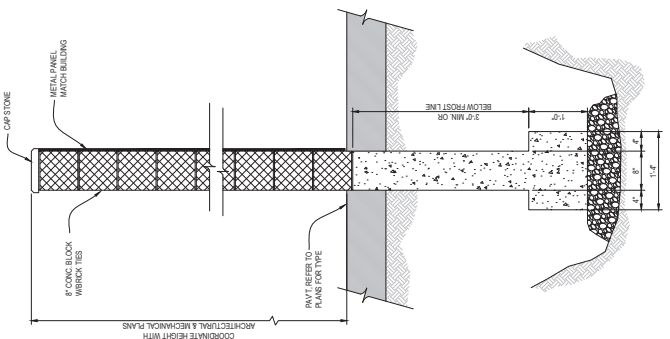 CAP STONE
METAL PANEL
MATCH BUILDING
8" CONC. BLOCK
W/BRICK TIES
COORDINATE HEIGHT WITH
ARCHITECTURAL & MECHANICAL PLANS
PAV'T, REFER TO
PLANS FOR TYPE
3'-0" MIN. OR
BELOW FROST LINE
1'-0"
4"
8"
4"
1'-4"